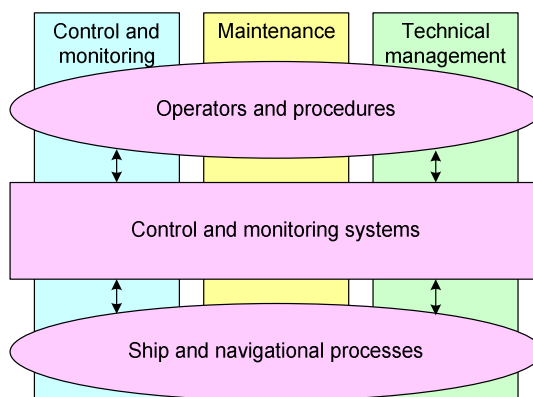 Control and
monitoring
Maintenance
Technical
management
Operators and procedures
Control and monitoring systems
Ship and navigational processes